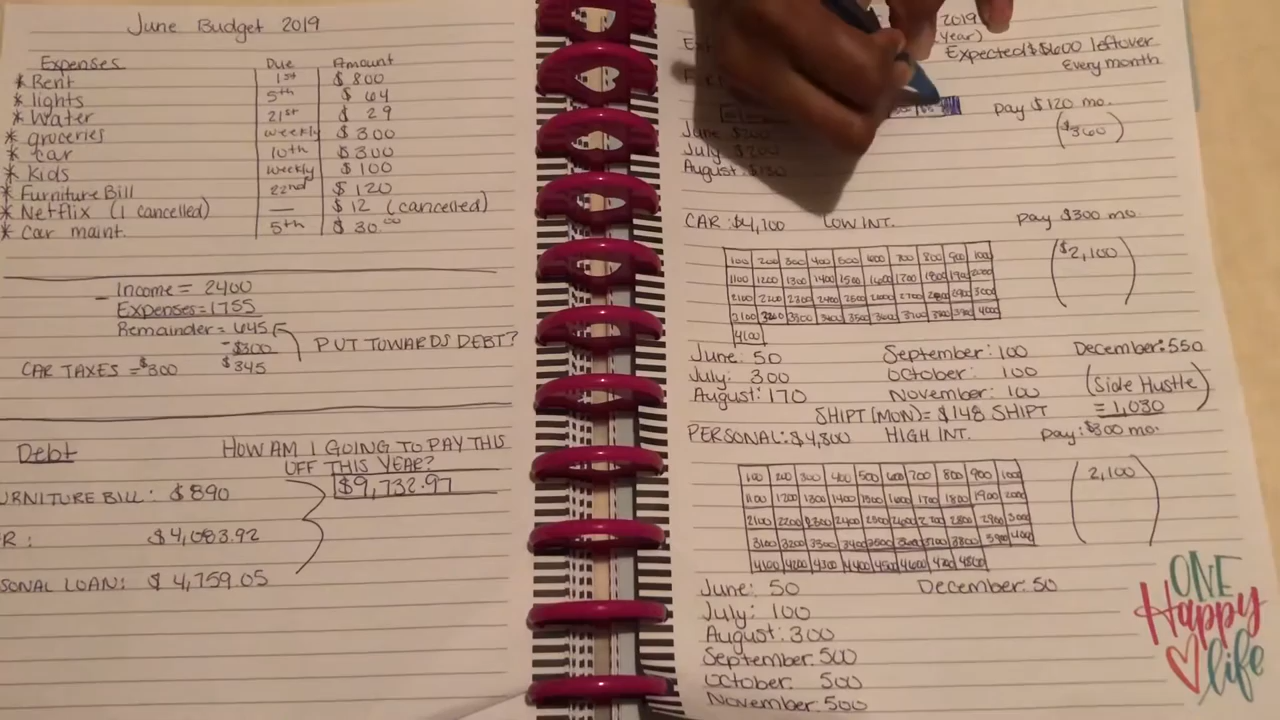 June Budget 2019
Expenses Due Amount
* Rent 1st $800
* lights 5th $64
* Water 21st $29
* groceries weekly $300
* Car 10th $300
* Kids weekly $100
* Furniture Bill 22nd $120
* Netflix (1 cancelled) — $12 (cancelled)
* Car maint. 5th $30.00
- Income = 2400
Expenses = 1755
Remainder = 645
- $300
$345
PUT TOWARDS DEBT?
CAR TAXES = $300
Debt
HOW AM I GOING TO PAY THIS
OFF THIS YEAR?
$9,732.97
URNITURE BILL: $890
R: $4,083.92
SONAL LOAN: $4,759.05
2019
year)
Expected $ $600 leftover
Every month
pay $120 mo.
($360)
June $200
July $200
August $130
CAR: $4,100 LOW INT. pay $300 mo.
($2,100)
100 200 300 400 500 600 700 800 900 100
1100 1200 1300 1400 1500 1600 1700 1800 1900 2000
2100 2200 2300 2400 2500 2600 2700 2800 2900 3000
3100 3200 3300 3400 3500 3600 3700 3800 3900 4000
4100
June: 50 September: 100 December: 550
July: 300 October: 100
August: 170 November: 100
(Side Hustle)
= 1,030
SHIPT (MON) = $148 SHIPT
PERSONAL: $4,800 HIGH INT. pay: $300 mo.
(2,100)
100 200 300 400 500 600 700 800 900 1000
1100 1200 1300 1400 1500 1600 1700 1800 1900 2000
2100 2200 2300 2400 2500 2600 2700 2800 2900 3000
3100 3200 3300 3400 3500 3600 3700 3800 3900 4000
4100 4200 4300 4400 4500 4600 4700 4800
June: 50 December: 50
July: 100
August: 300
September: 500
October: 500
November: 500
ONE
Happy
life